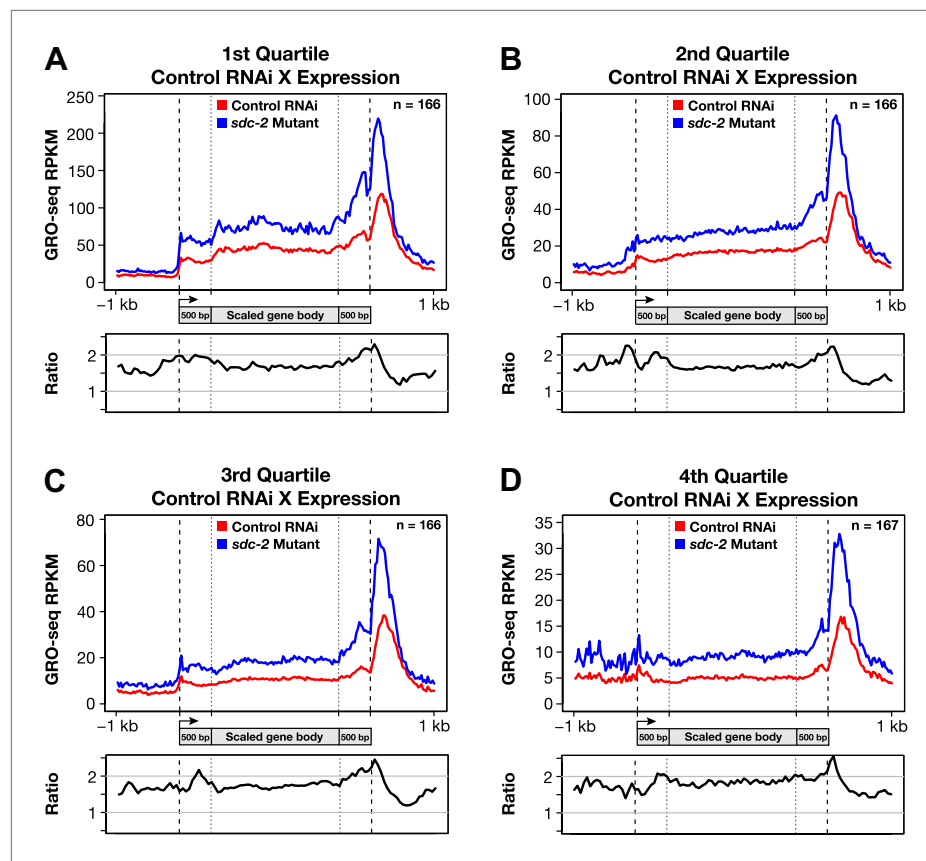 A
1st Quartile
Control RNAi X Expression
250
200
150
100
50
0
GRO-seq RPKM
Control RNAi
sdc-2 Mutant
n = 166
−1 kb
1 kb
500 bp
Scaled gene body
500 bp
Ratio
2
1
B
2nd Quartile
Control RNAi X Expression
100
80
60
40
20
0
GRO-seq RPKM
Control RNAi
sdc-2 Mutant
n = 166
−1 kb
1 kb
500 bp
Scaled gene body
500 bp
Ratio
2
1
C
3rd Quartile
Control RNAi X Expression
80
60
40
20
0
GRO-seq RPKM
Control RNAi
sdc-2 Mutant
n = 166
−1 kb
1 kb
500 bp
Scaled gene body
500 bp
Ratio
2
1
D
4th Quartile
Control RNAi X Expression
35
30
25
20
15
10
5
0
GRO-seq RPKM
Control RNAi
sdc-2 Mutant
n = 167
−1 kb
1 kb
500 bp
Scaled gene body
500 bp
Ratio
2
1